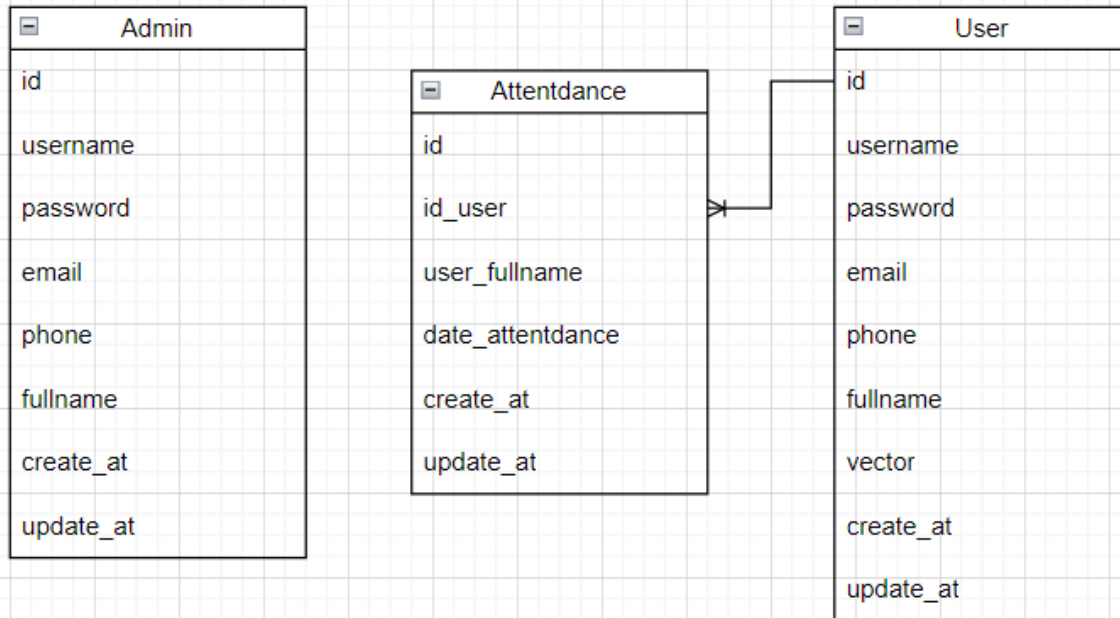 Admin
id
username
password
email
phone
fullname
create_at
update_at
Attentdance
id
id_user
user_fullname
date_attentdance
create_at
update_at
User
id
username
password
email
phone
fullname
vector
create_at
update_at